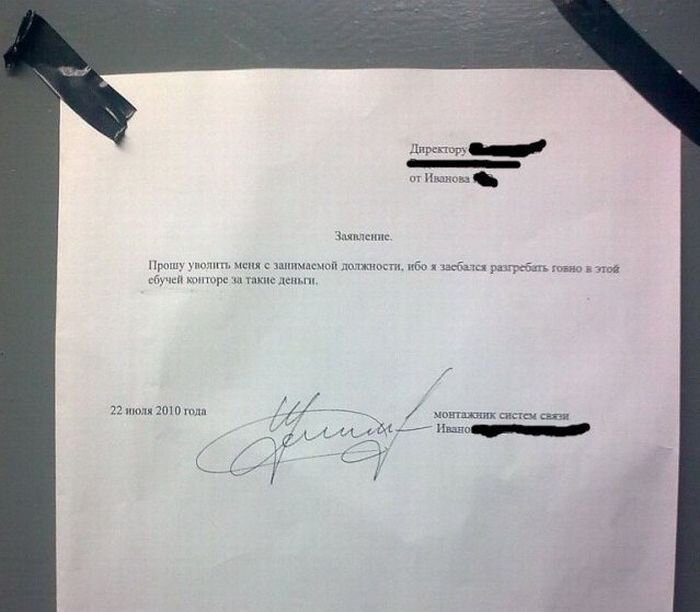 Директору
от Иванова
Заявление.
Прошу уволить меня с занимаемой должности, ибо я заебался разгребать говно в этой
ебучей конторе за такие деньги.
22 июля 2010 года
монтажник систем связи
Ивано